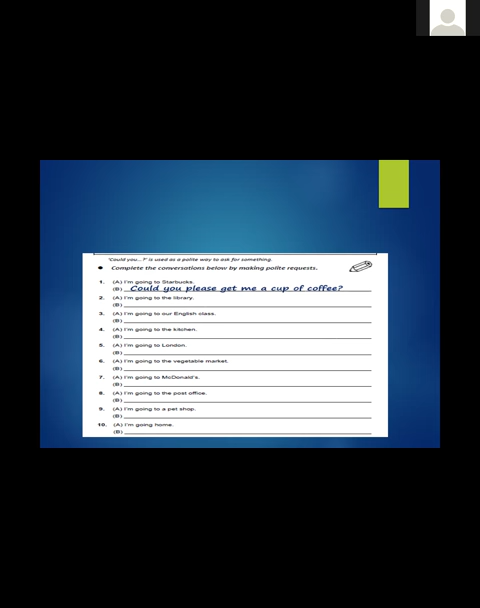 'Could you...?' is used as a polite way to ask for something.
● Complete the conversations below by making polite requests.
1. (A) I'm going to Starbucks.
(B) Could you please get me a cup of coffee?
2. (A) I'm going to the library.
(B)
3. (A) I'm going to our English class.
(B)
4. (A) I'm going to the kitchen.
(B)
5. (A) I'm going to London.
(B)
6. (A) I'm going to the vegetable market.
(B)
7. (A) I'm going to McDonald's.
(B)
8. (A) I'm going to the post office.
(B)
9. (A) I'm going to a pet shop.
(B)
10. (A) I'm going home.
(B)